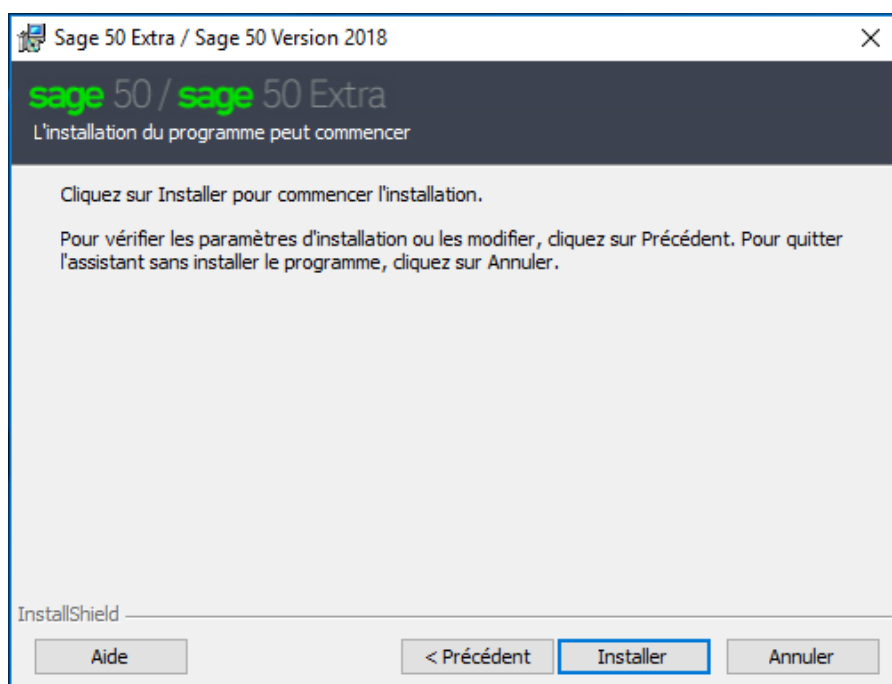 Sage 50 Extra / Sage 50 Version 2018
sage 50 / sage 50 Extra
L'installation du programme peut commencer
Cliquez sur Installer pour commencer l'installation.
Pour vérifier les paramètres d'installation ou les modifier, cliquez sur Précédent. Pour quitter
l'assistant sans installer le programme, cliquez sur Annuler.
InstallShield
Aide
< Précédent
Installer
Annuler